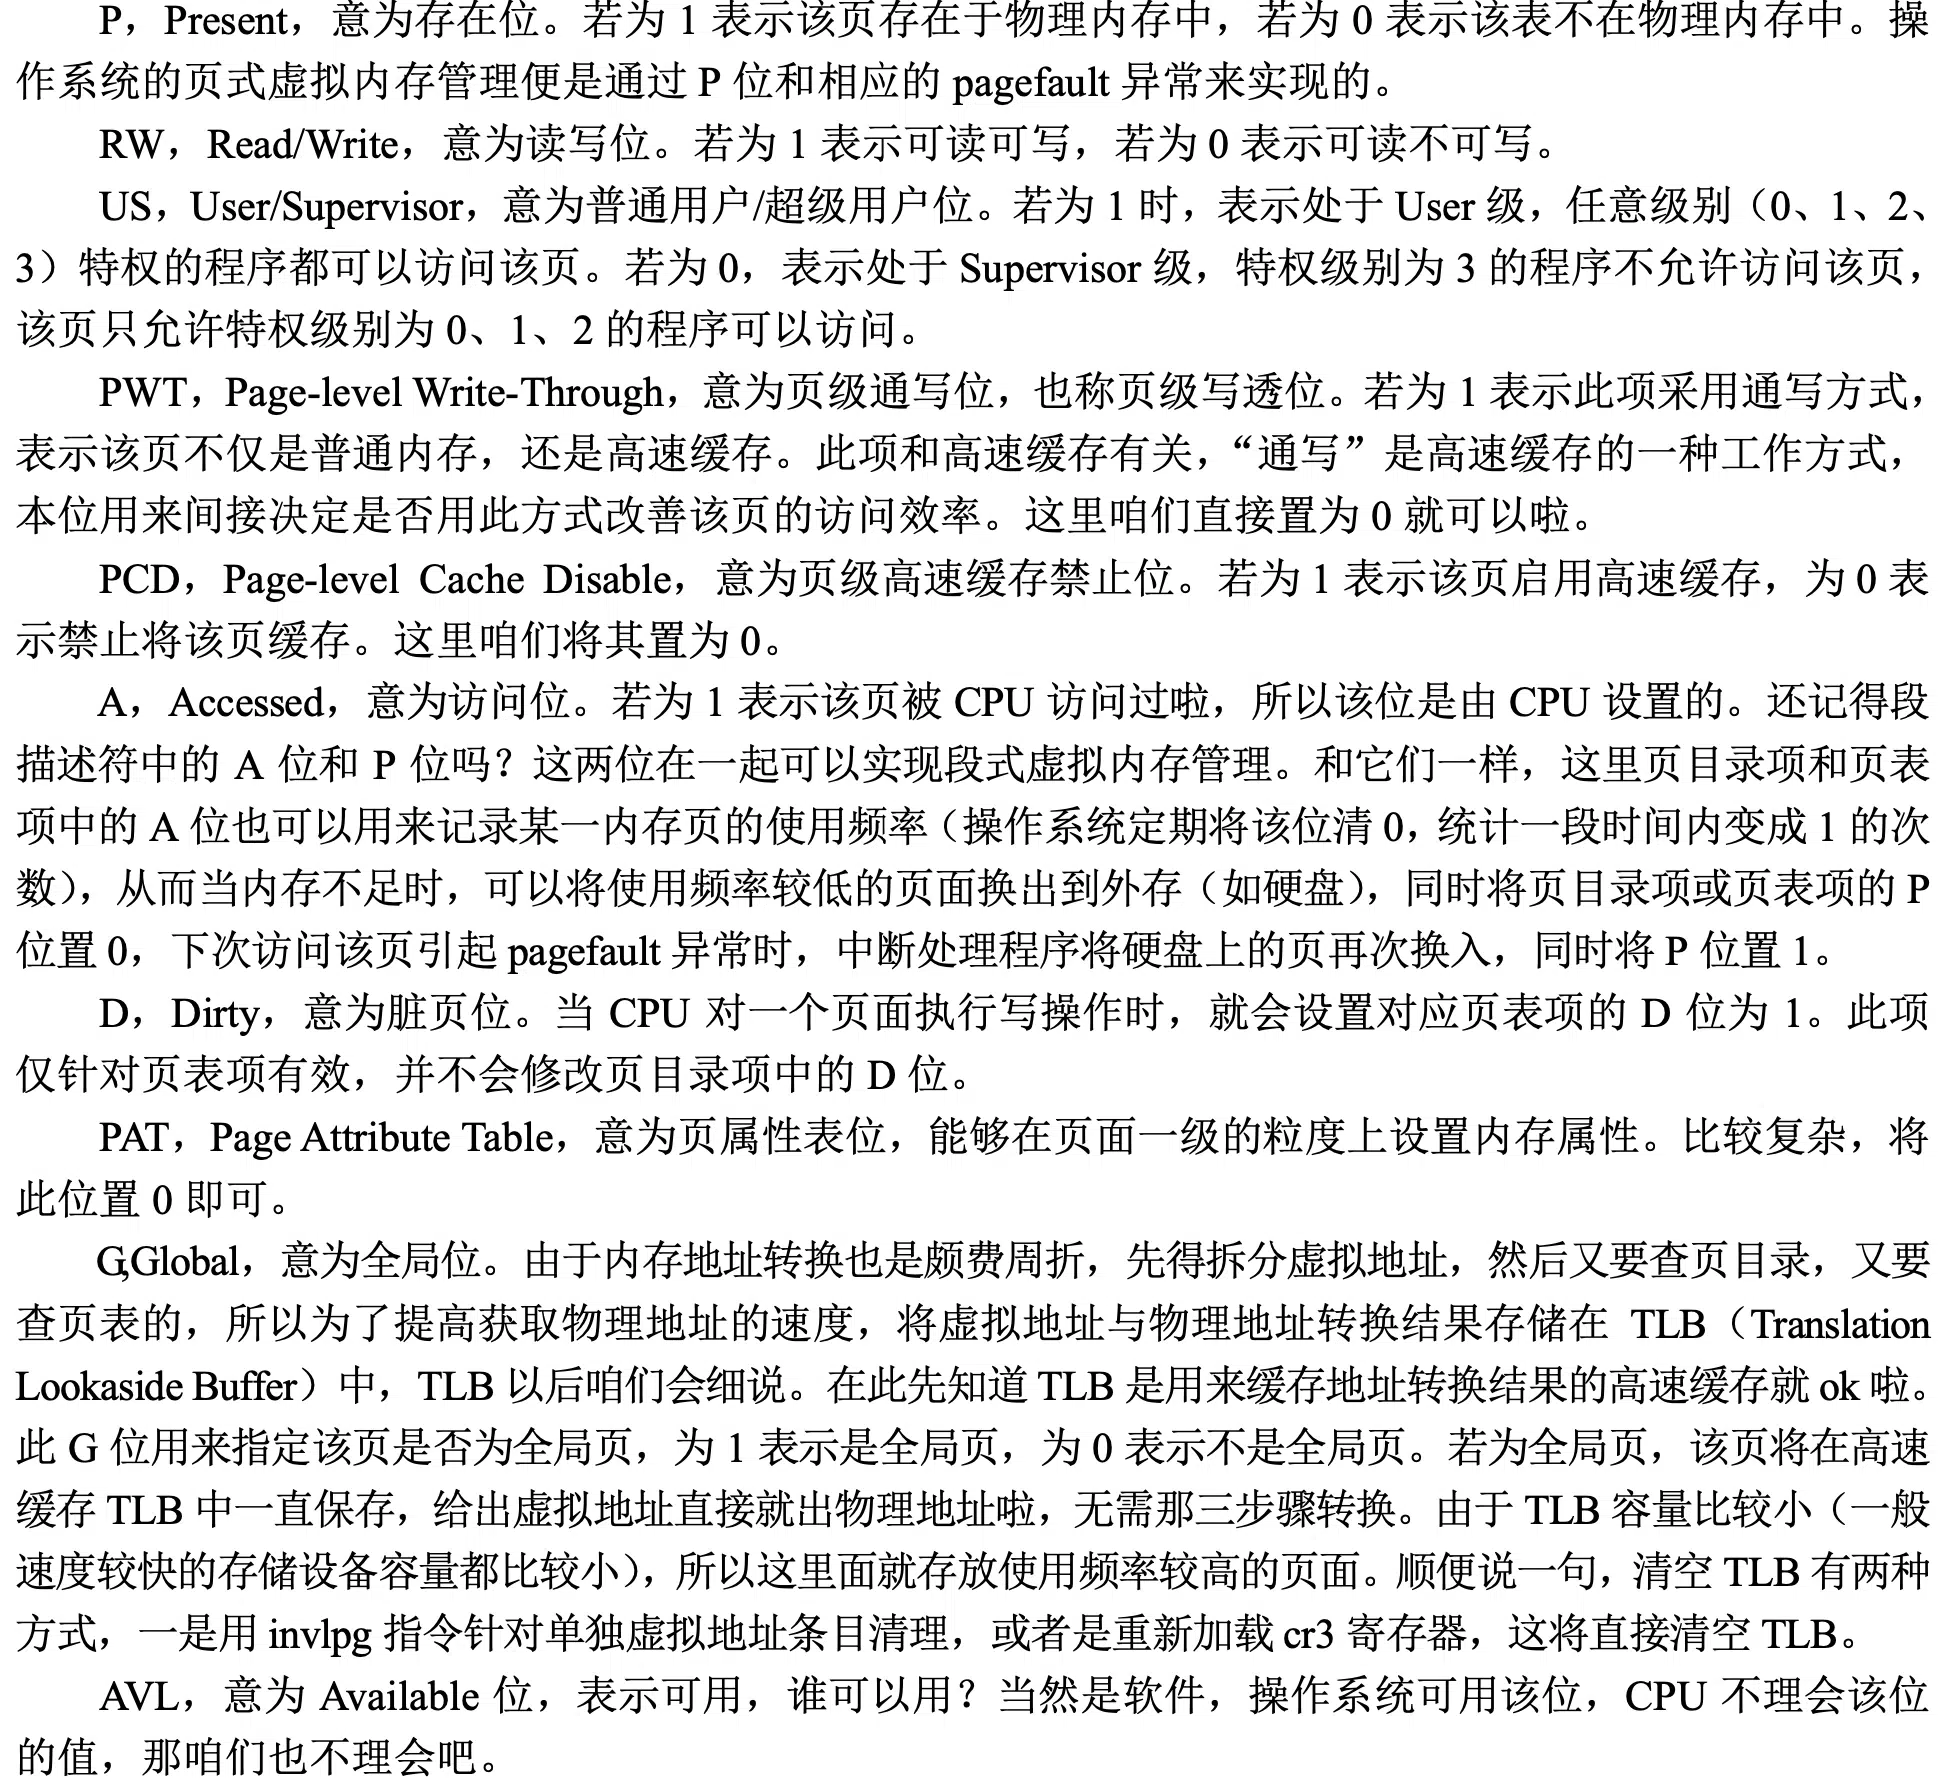 P，Present，意为存在位。若为 1 表示该页存在于物理内存中，若为 0 表示该表不在物理内存中。操
作系统的页式虚拟内存管理便是通过 P 位和相应的 pagefault 异常来实现的。
RW，Read/Write，意为读写位。若为 1 表示可读可写，若为 0 表示可读不可写。
US，User/Supervisor，意为普通用户/超级用户位。若为 1 时，表示处于 User 级，任意级别（0、1、2、
3）特权的程序都可以访问该页。若为 0，表示处于 Supervisor 级，特权级别为 3 的程序不允许访问该页，
该页只允许特权级别为 0、1、2 的程序可以访问。
PWT，Page-level Write-Through，意为页级通写位，也称页级写透位。若为 1 表示此项采用通写方式，
表示该页不仅是普通内存，还是高速缓存。此项和高速缓存有关，“通写”是高速缓存的一种工作方式，
本位用来间接决定是否用此方式改善该页的访问效率。这里咱们直接置为 0 就可以啦。
PCD，Page-level Cache Disable，意为页级高速缓存禁止位。若为 1 表示该页启用高速缓存，为 0 表
示禁止将该页缓存。这里咱们将其置为 0。
A，Accessed，意为访问位。若为 1 表示该页被 CPU 访问过啦，所以该位是由 CPU 设置的。还记得段
描述符中的 A 位和 P 位吗？这两位在一起可以实现段式虚拟内存管理。和它们一样，这里页目录项和页表
项中的 A 位也可以用来记录某一内存页的使用频率（操作系统定期将该位清 0，统计一段时间内变成 1 的次
数），从而当内存不足时，可以将使用频率较低的页面换出到外存（如硬盘），同时将页目录项或页表项的 P
位置 0，下次访问该页引起 pagefault 异常时，中断处理程序将硬盘上的页再次换入，同时将 P 位置 1。
D，Dirty，意为脏页位。当 CPU 对一个页面执行写操作时，就会设置对应页表项的 D 位为 1。此项
仅针对页表项有效，并不会修改页目录项中的 D 位。
PAT，Page Attribute Table，意为页属性表位，能够在页面一级的粒度上设置内存属性。比较复杂，将
此位置 0 即可。
G,Global，意为全局位。由于内存地址转换也是颇费周折，先得拆分虚拟地址，然后又要查页目录，又要
查页表的，所以为了提高获取物理地址的速度，将虚拟地址与物理地址转换结果存储在 TLB（Translation
Lookaside Buffer）中，TLB 以后咱们会细说。在此先知道 TLB 是用来缓存地址转换结果的高速缓存就 ok 啦。
此 G 位用来指定该页是否为全局页，为 1 表示是全局页，为 0 表示不是全局页。若为全局页，该页将在高速
缓存 TLB 中一直保存，给出虚拟地址直接就出物理地址啦，无需那三步骤转换。由于 TLB 容量比较小（一般
速度较快的存储设备容量都比较小），所以这里面就存放使用频率较高的页面。顺便说一句，清空 TLB 有两种
方式，一是用 invlpg 指令针对单独虚拟地址条目清理，或者是重新加载 cr3 寄存器，这将直接清空 TLB。
AVL，意为 Available 位，表示可用，谁可以用？当然是软件，操作系统可用该位，CPU 不理会该位
的值，那咱们也不理会吧。